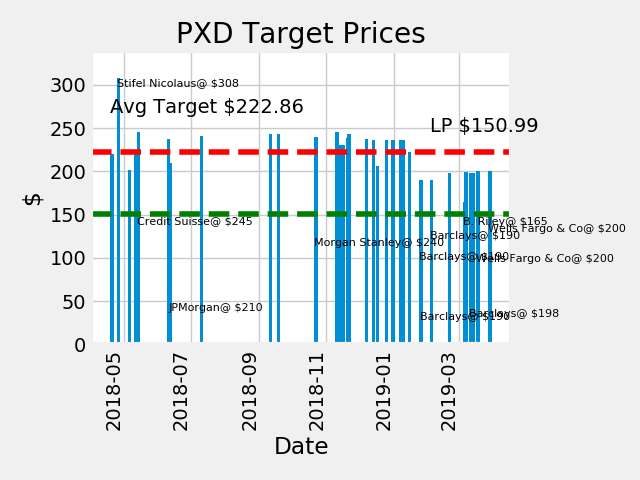 PXD Target Prices
Stifel Nicolaus@ $308
Avg Target $222.86
LP $150.99
Credit Suisse@ $245
B. Riley@ $165
Wells Fargo & Co@ $200
Barclays@ $190
Morgan Stanley@ $240
Barclays@ $190
Wells Fargo & Co@ $200
JPMorgan@ $210
Barclays@ $198
Barclays@ $190
$
300
250
200
150
100
50
0
2018-05
2018-07
2018-09
2018-11
2019-01
2019-03
Date